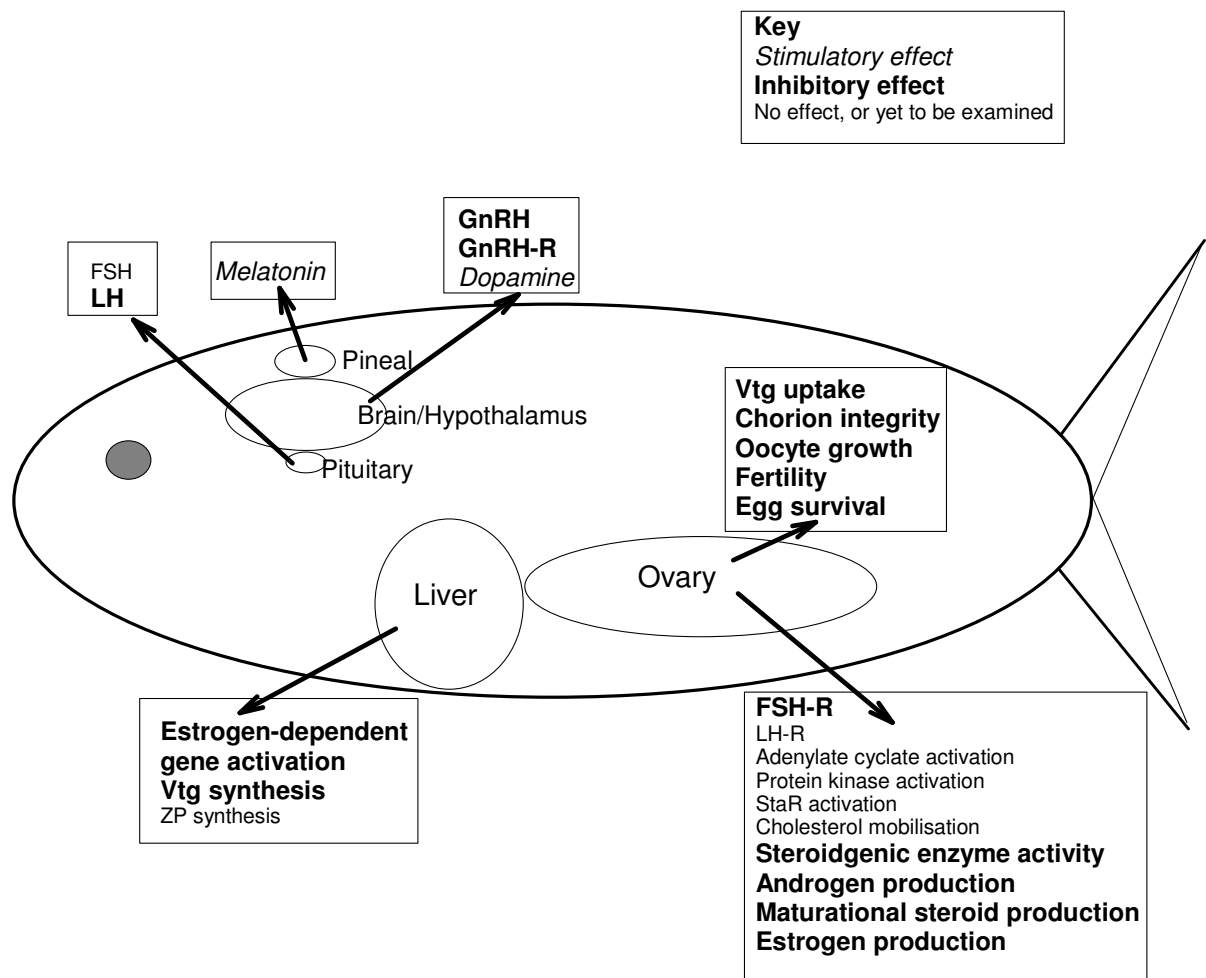 Key
Stimulatory effect
Inhibitory effect
No effect, or yet to be examined
GnRH
GnRH-R
Dopamine
Melatonin
FSH
LH
Pineal
Brain/Hypothalamus
Pituitary
Vtg uptake
Chorion integrity
Oocyte growth
Fertility
Egg survival
Liver
Ovary
Estrogen-dependent
gene activation
Vtg synthesis
ZP synthesis
FSH-R
LH-R
Adenylate cyclate activation
Protein kinase activation
StaR activation
Cholesterol mobilisation
Steroidgenic enzyme activity
Androgen production
Maturational steroid production
Estrogen production